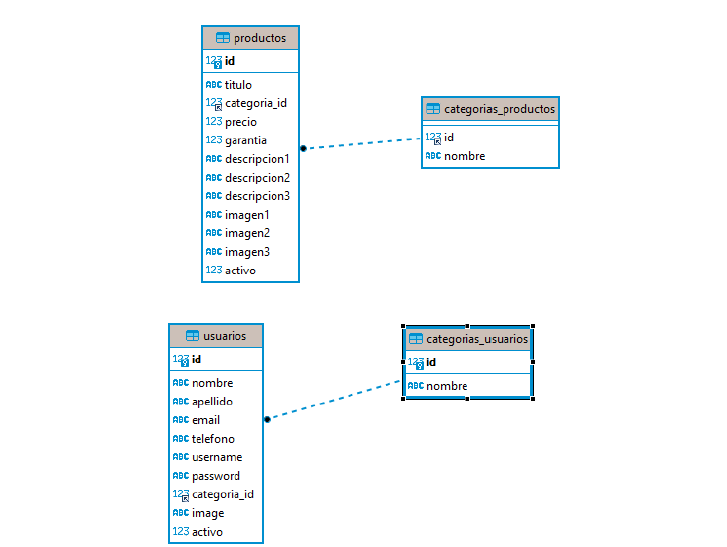 productos
123 id
ABC titulo
123 categoria_id
123 precio
123 garantia
ABC descripcion1
ABC descripcion2
ABC descripcion3
ABC imagen1
ABC imagen2
ABC imagen3
123 activo
categorias_productos
123 id
ABC nombre
usuarios
123 id
ABC nombre
ABC apellido
ABC email
ABC telefono
ABC username
ABC password
123 categoria_id
ABC image
123 activo
categorias_usuarios
123 id
ABC nombre